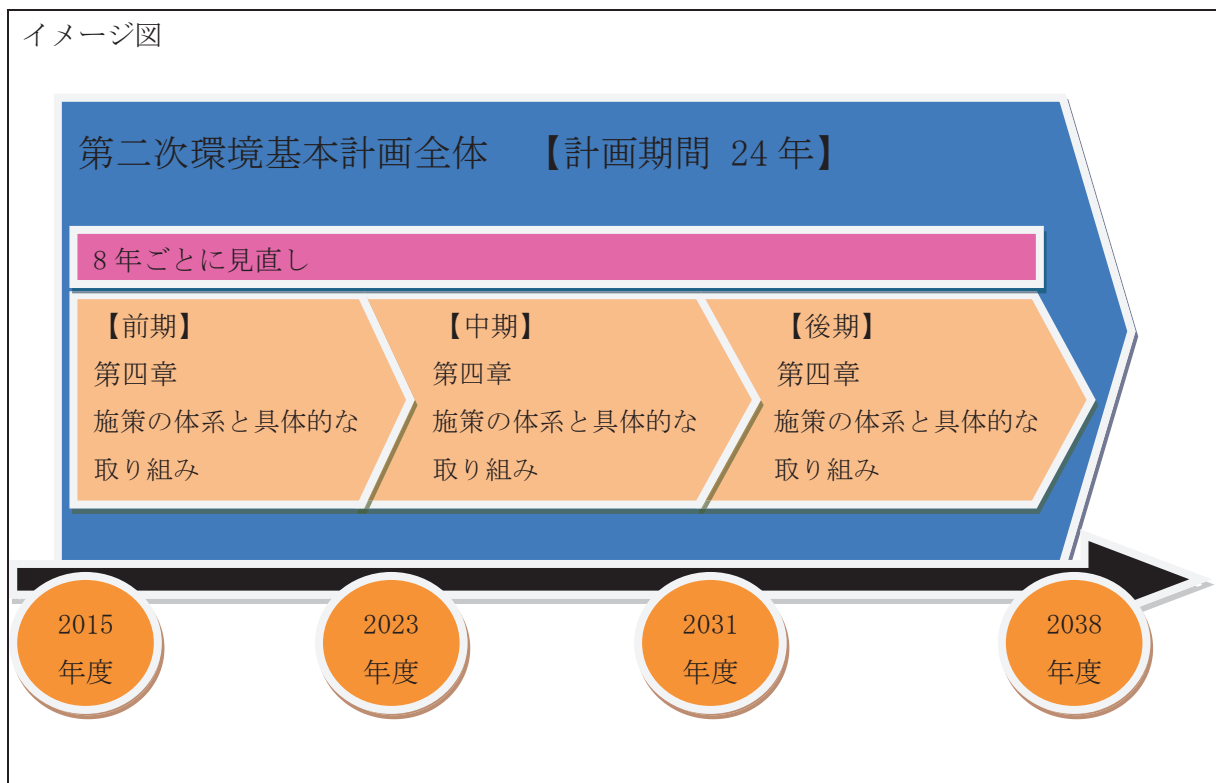 イメージ図
第二次環境基本計画全体　【計画期間 24 年】
8 年ごとに見直し
【前期】
第四章
施策の体系と具体的な
取り組み
【中期】
第四章
施策の体系と具体的な
取り組み
【後期】
第四章
施策の体系と具体的な
取り組み
2015
年度
2023
年度
2031
年度
2038
年度